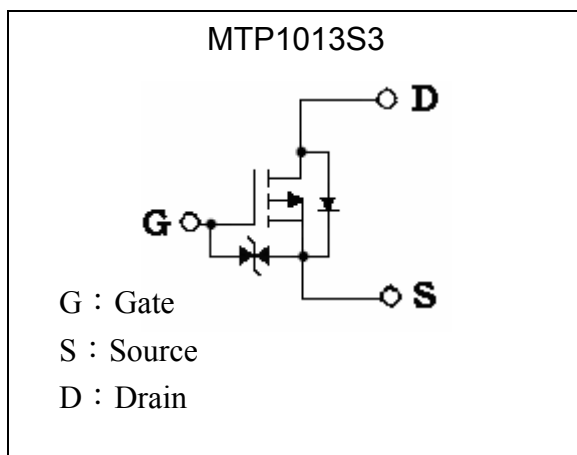 MTP1013S3
D
G
S
G：Gate
S：Source
D：Drain